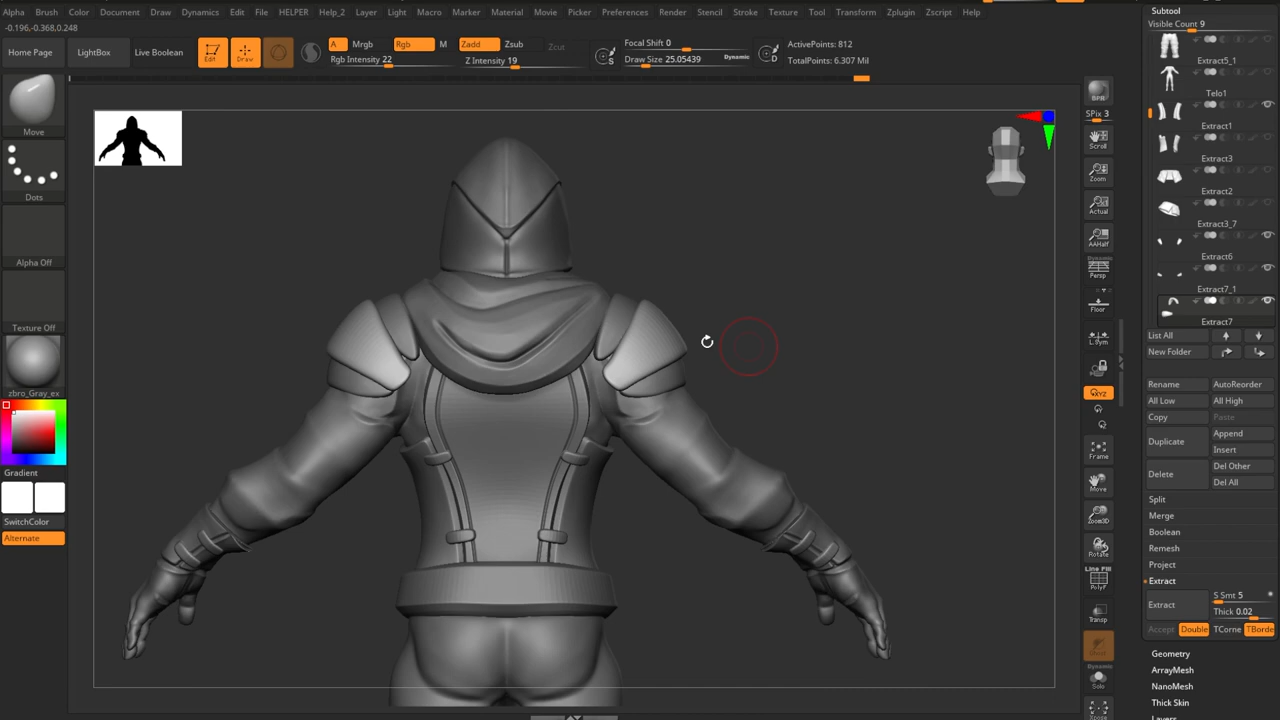 Alpha Brush Color Document Draw Dynamics Edit File HELPER Help_2 Layer Light Macro Marker Material Movie Picker Preferences Render Stencil Stroke Texture Tool Transform Zplugin Zscript Help
-0.196,-0.368,0.248
Home Page
LightBox
Live Boolean
Edit
Draw
A
Mrgb
Rgb
M
Rgb Intensity 22
Zadd
Zsub
Zcut
Z Intensity 19
S
Focal Shift 0
Draw Size 25.05439
Dynamic
D
ActivePoints: 812
TotalPoints: 6.307 Mil
Move
Dots
Alpha Off
Texture Off
zbro_Gray_ex
Gradient
SwitchColor
Alternate
BPR
SPix 3
Scroll
Zoom
Actual
AAHalf
Dynamic
Persp
Floor
L.Sym
XYZ
Frame
Move
Zoom3D
Rotate
Line Fill
PolyF
Transp
Dynamic
Solo
Xpose
Subtool
Visible Count 9
Extract5_1
Telo1
Extract1
Extract3
Extract2
Extract3_7
Extract6
Extract7_1
Extract7
List All
New Folder
Rename
AutoReorder
All Low
All High
Copy
Paste
Duplicate
Append
Insert
Delete
Del Other
Del All
Split
Merge
Boolean
Remesh
Project
Extract
Extract
S Smt 5
Thick 0.02
Accept
Double
TCorne
TBorde
Geometry
ArrayMesh
NanoMesh
Thick Skin
Layers